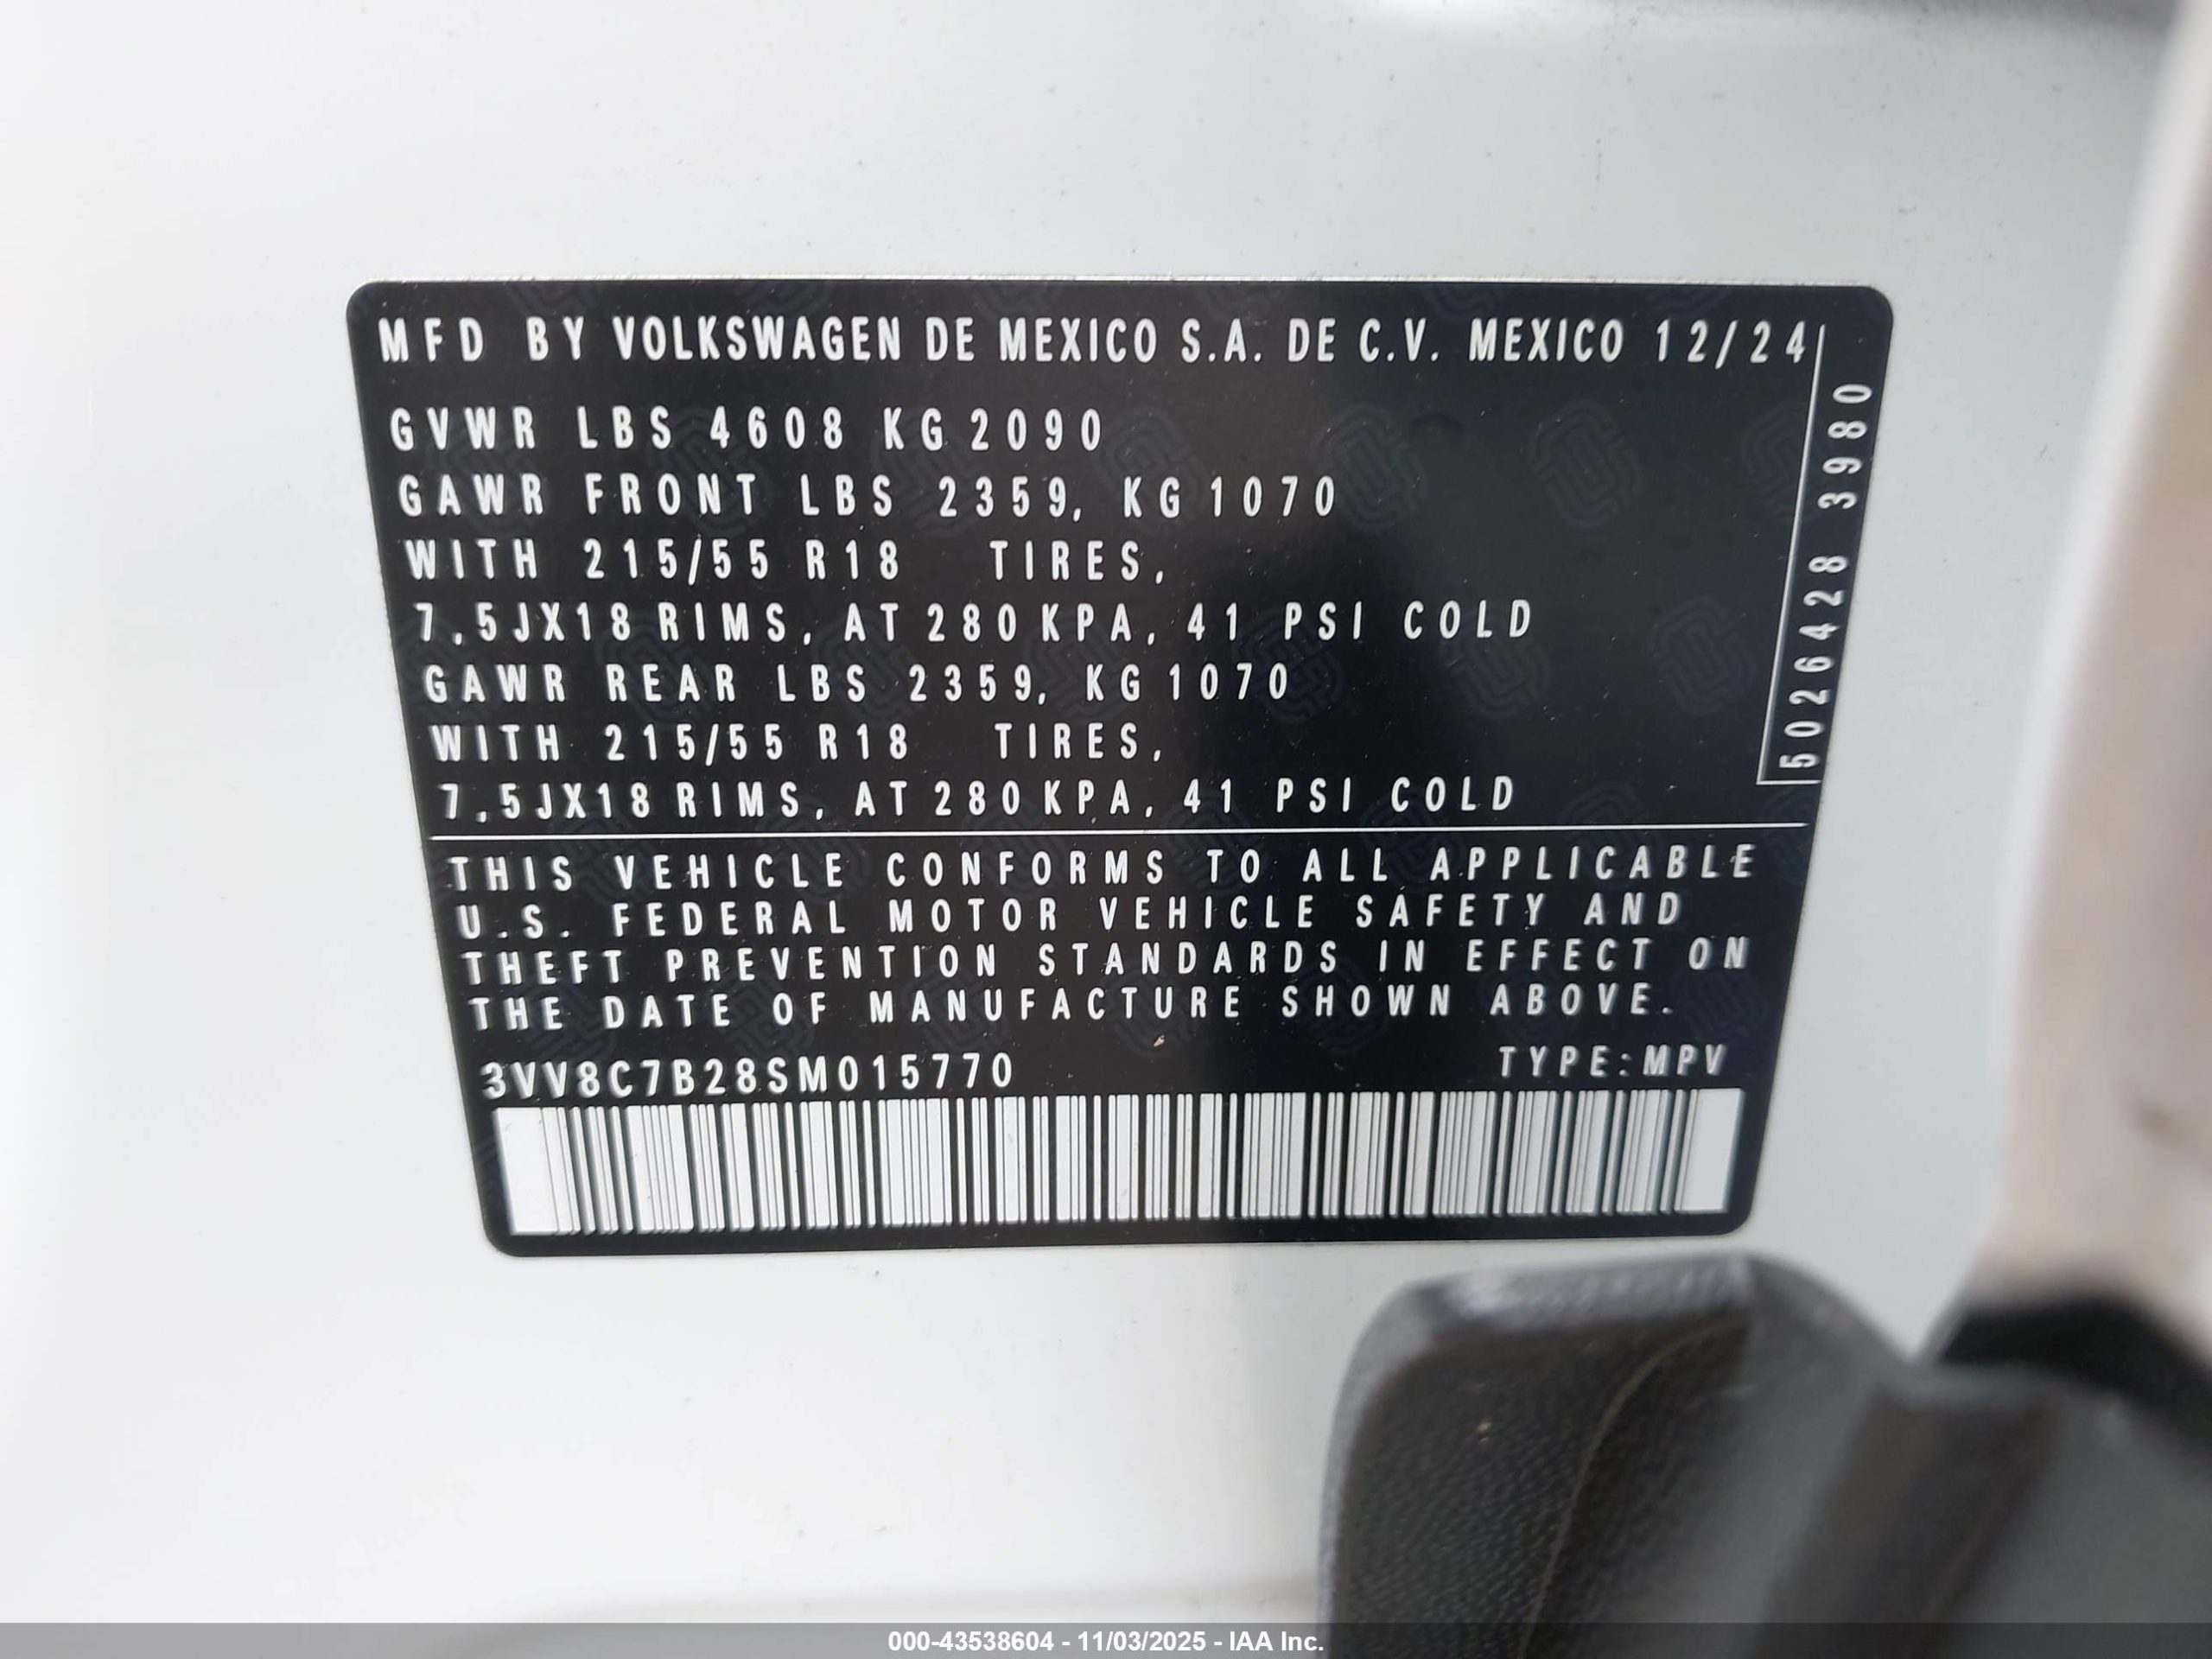 MFD BY VOLKSWAGEN DE MEXICO S.A. DE C.V. MEXICO 12/24
GVWR LBS 4608 KG 2090
GAWR FRONT LBS 2359, KG 1070
WITH 215/55 R18 TIRES,
7,5JX18 RIMS, AT 280 KPA, 41 PSI COLD
GAWR REAR LBS 2359, KG 1070
WITH 215/55 R18 TIRES,
7,5JX18 RIMS, AT 280 KPA, 41 PSI COLD
5026428 3980
THIS VEHICLE CONFORMS TO ALL APPLICABLE
U.S. FEDERAL MOTOR VEHICLE SAFETY AND
THEFT PREVENTION STANDARDS IN EFFECT ON
THE DATE OF MANUFACTURE SHOWN ABOVE.
3VV8C7B28SM015770 TYPE:MPV
000-43538604 - 11/03/2025 - IAA Inc.